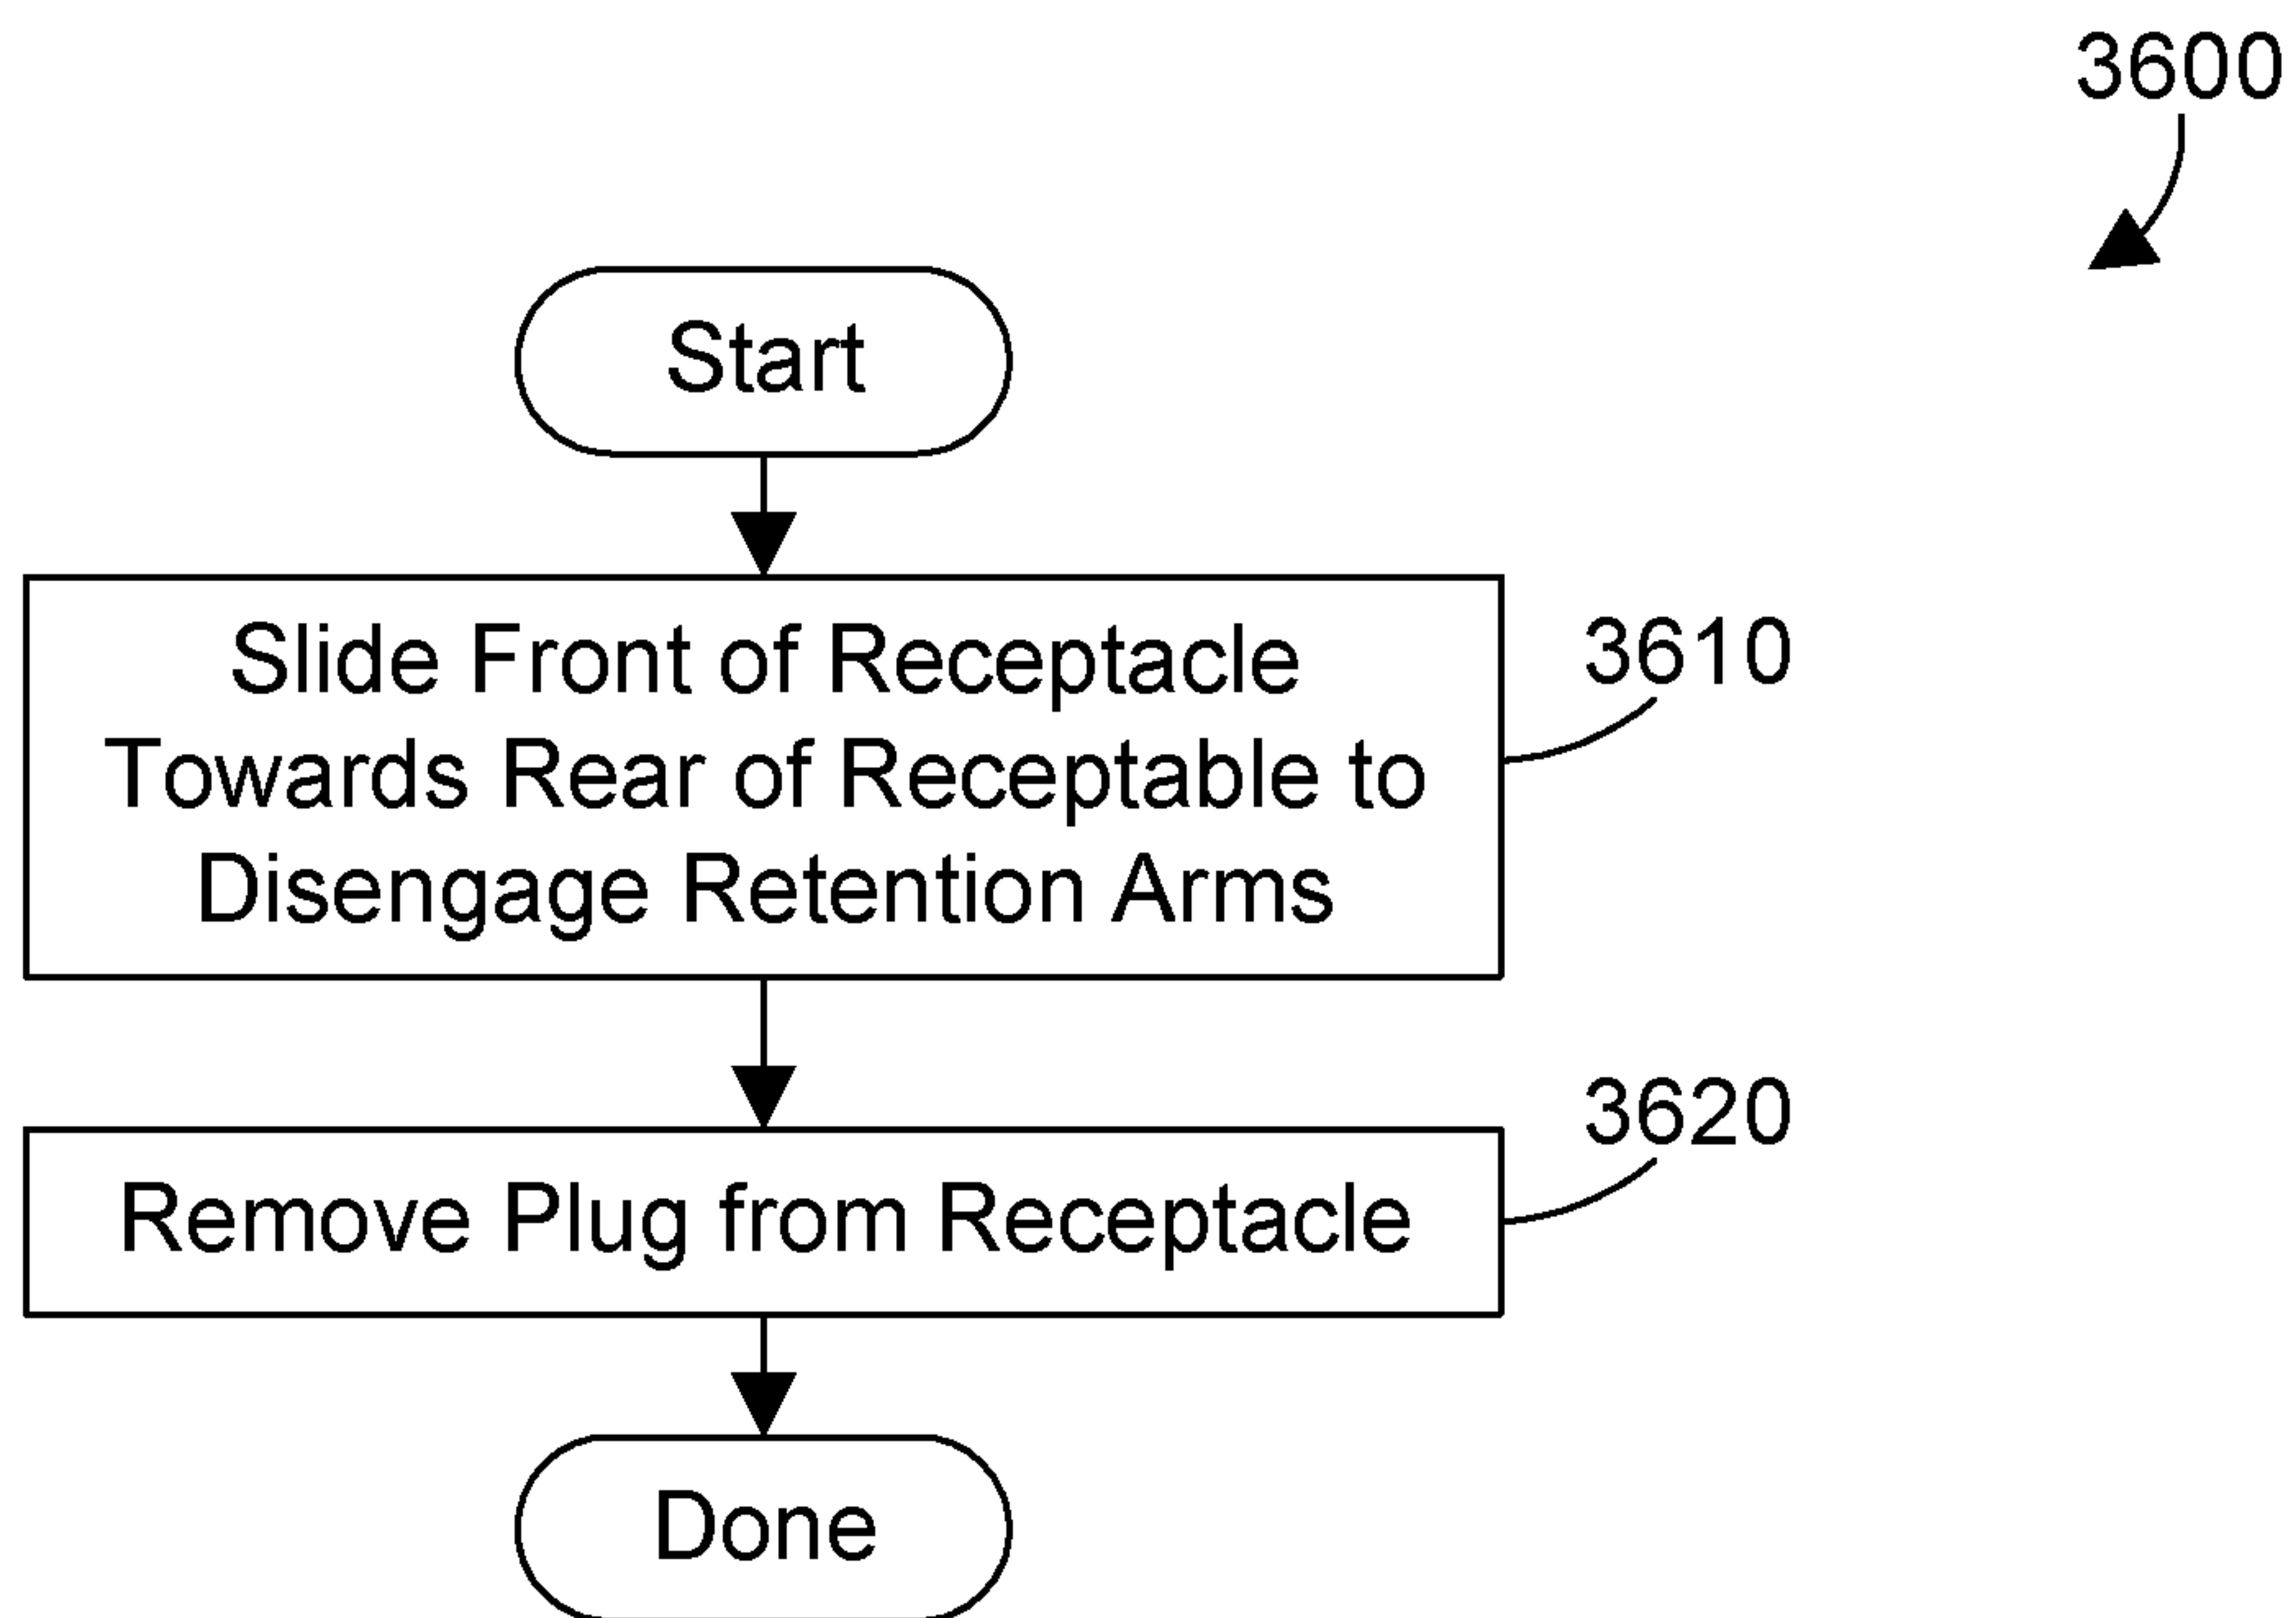 3600
Start
Slide Front of Receptacle
Towards Rear of Receptable to
Disengage Retention Arms
3610
Remove Plug from Receptacle
3620
Done